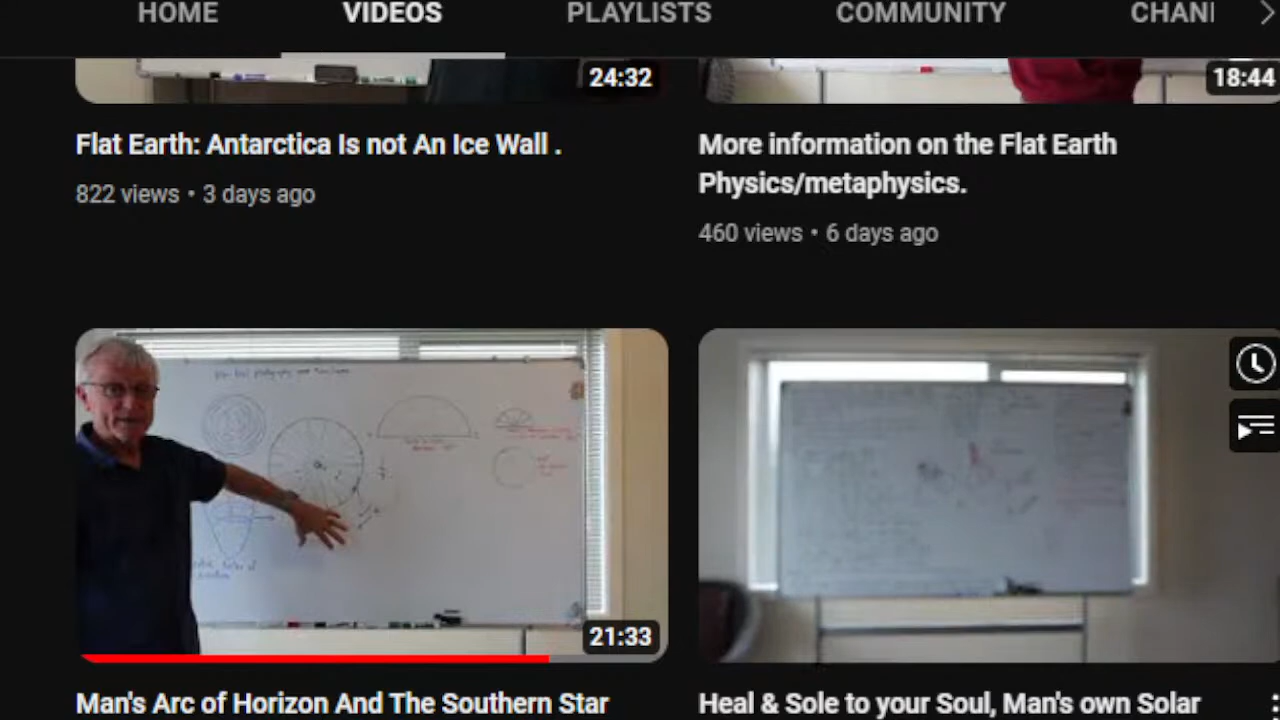 HOME VIDEOS PLAYLISTS COMMUNITY
24:32 18:44
Flat Earth: Antarctica Is not An Ice Wall .
822 views • 3 days ago
More information on the Flat Earth
Physics/metaphysics.
460 views • 6 days ago
21:33
Man's Arc of Horizon And The Southern Star
Heal & Sole to your Soul, Man's own Solar